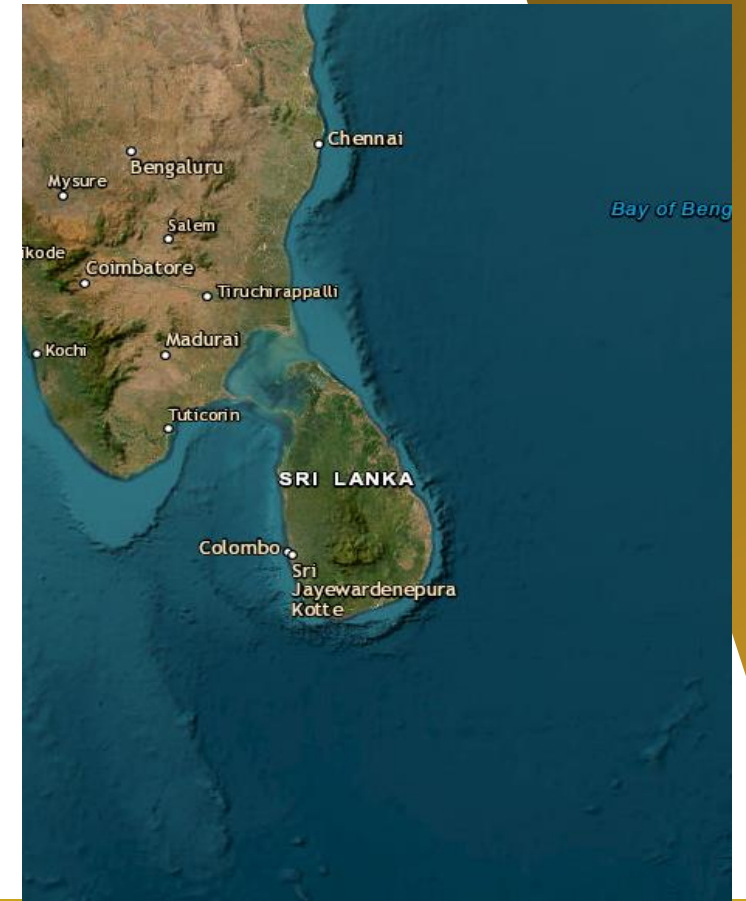 Chennai
Bengaluru
Mysure
Bay of Beng
Salem
ikode
Coimbatore
Tiruchirappalli
Madurai
Kochi
Tuticorin
SRI LANKA
Colombo
Sri
Jayewardenepura
Kotte